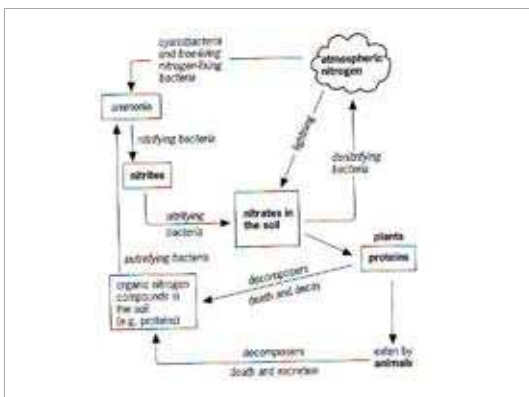 cyanobacteria
and free-living
nitrogen-fixing
bacteria
atmospheric
nitrogen
ammonia
nitrifying bacteria
lightning
denitrifying
bacteria
nitrites
nitrifying
bacteria
nitrates in
the soil
plants
proteins
putrefying bacteria
organic nitrogen
compounds in
the soil
(e.g. proteins)
decomposers
death and decay
decomposers
death and excretion
eaten by
animals